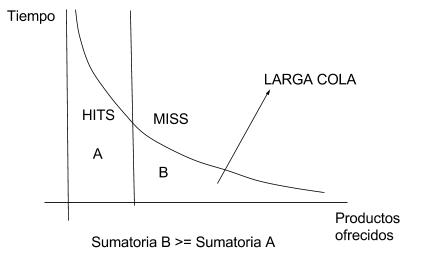 Tiempo
LARGA COLA
HITS
MISS
A
B
Productos
ofrecidos
Sumatoria B >= Sumatoria A